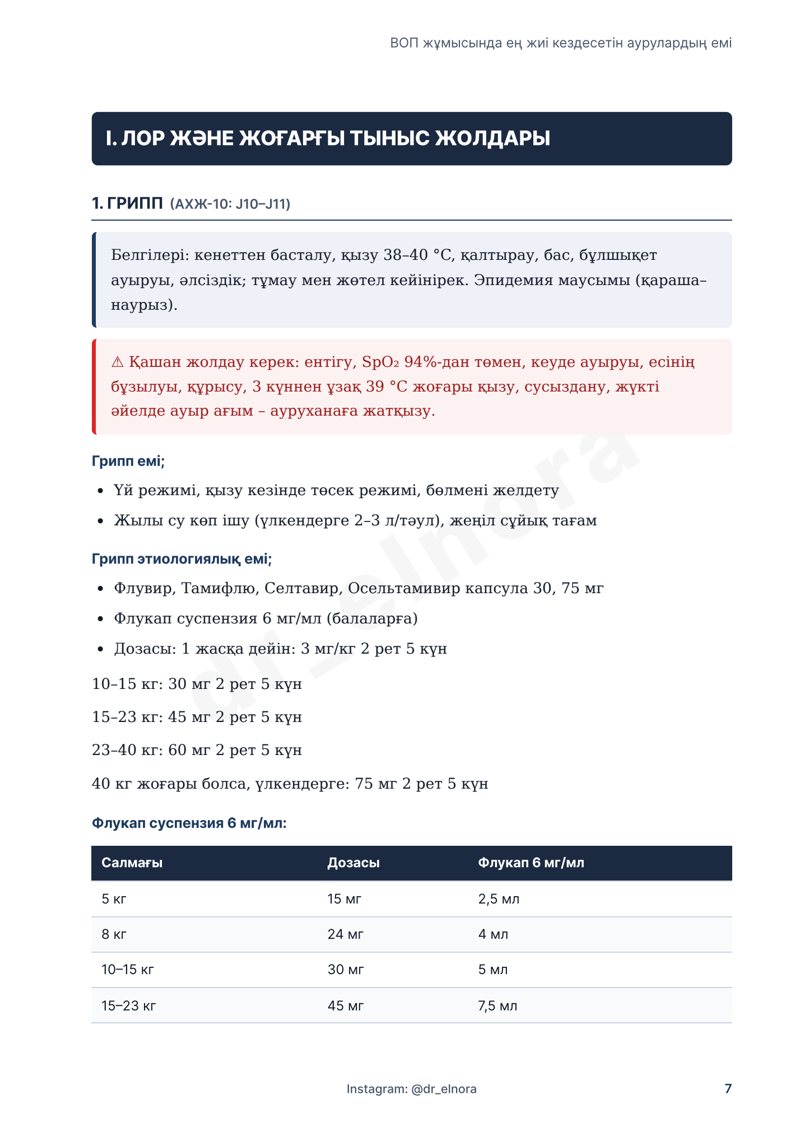 ВОП жұмысында ең жиі кездесетін аурулардың емі
I. ЛОР ЖӘНЕ ЖОҒАРҒЫ ТЫНЫС ЖОЛДАРЫ
1. ГРИПП (АХЖ-10: J10–J11)
Белгілері: кенеттен басталу, қызу 38–40 °C, қалтырау, бас, бұлшықет
ауыруы, әлсіздік; тұмау мен жөтел кейінірек. Эпидемия маусымы (қараша–
наурыз).
⚠ Қашан жолдау керек: ентігу, SpO₂ 94%-дан төмен, кеуде ауыруы, есінің
бұзылуы, құрысу, 3 күннен ұзақ 39 °C жоғары қызу, сусыздану, жүкті
әйелде ауыр ағым – ауруханаға жатқызу.
Грипп емі;
• Үй режимі, қызу кезінде төсек режимі, бөлмені желдету
• Жылы су көп ішу (үлкендерге 2–3 л/тәул), жеңіл сұйық тағам
Грипп этиологиялық емі;
• Флувир, Тамифлю, Селтавир, Осельтамивир капсула 30, 75 мг
• Флукап суспензия 6 мг/мл (балаларға)
• Дозасы: 1 жасқа дейін: 3 мг/кг 2 рет 5 күн
10–15 кг: 30 мг 2 рет 5 күн
15–23 кг: 45 мг 2 рет 5 күн
23–40 кг: 60 мг 2 рет 5 күн
40 кг жоғары болса, үлкендерге: 75 мг 2 рет 5 күн
Флукап суспензия 6 мг/мл:
Салмағы Дозасы Флукап 6 мг/мл
5 кг 15 мг 2,5 мл
8 кг 24 мг 4 мл
10–15 кг 30 мг 5 мл
15–23 кг 45 мг 7,5 мл
dr_elnora
Instagram: @dr_elnora 7